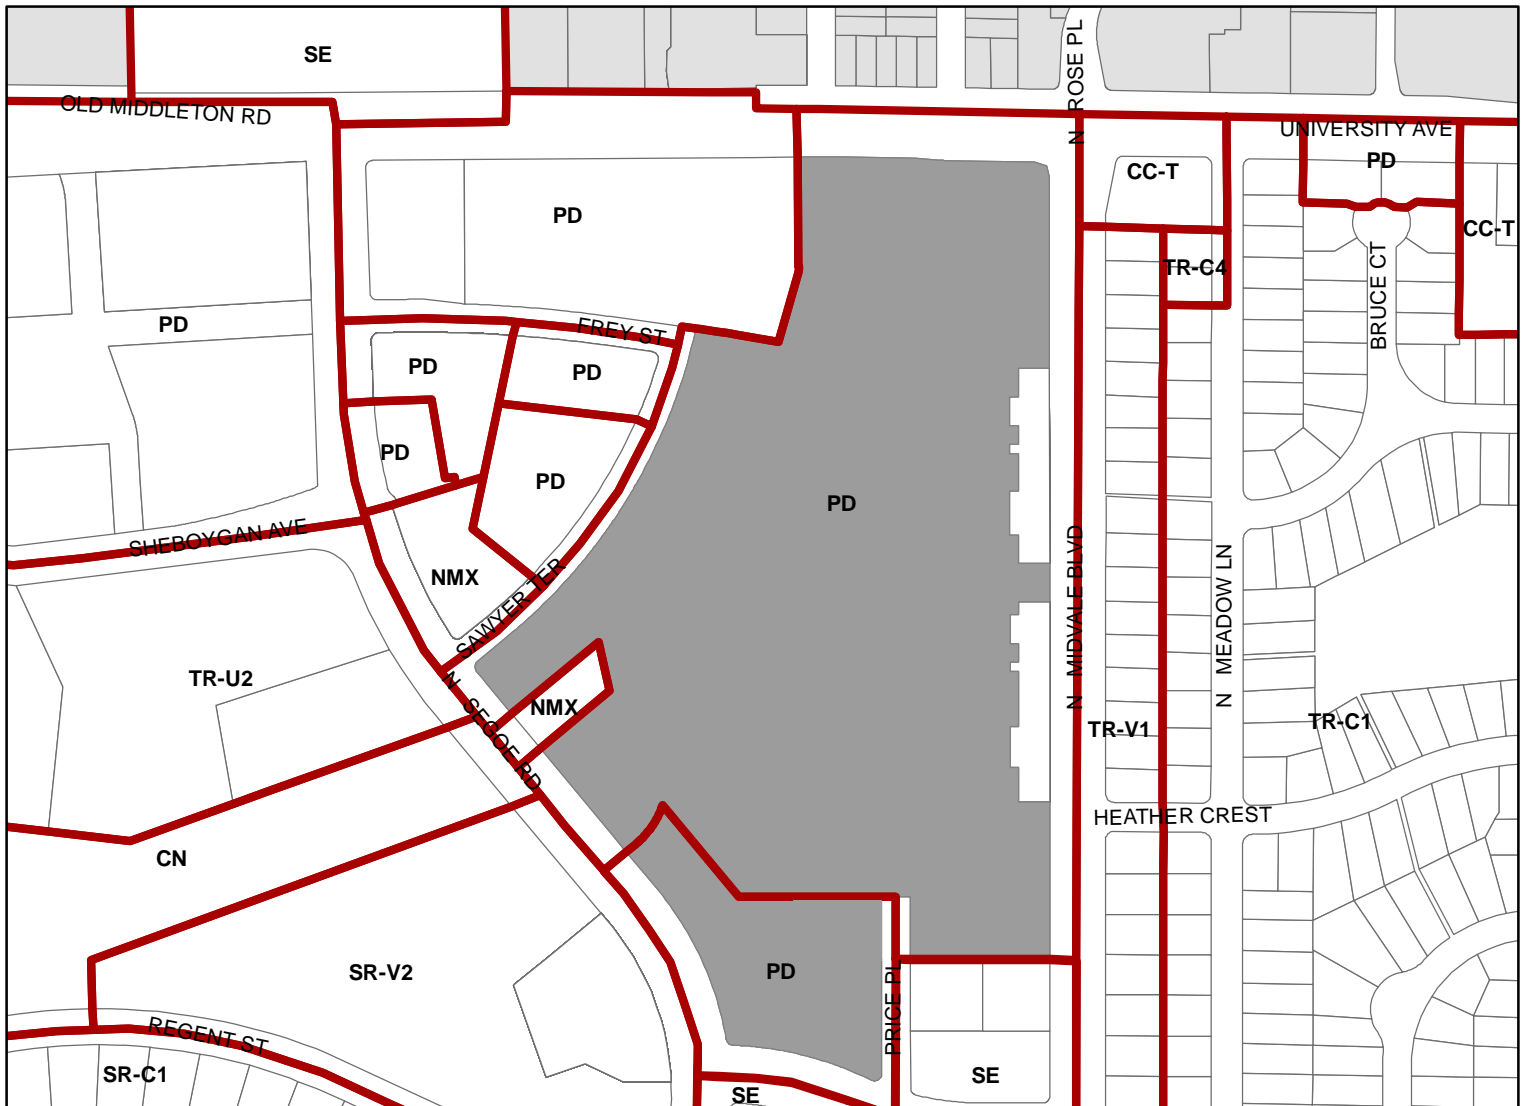 SE
N ROSE PL
OLD MIDDLETON RD
UNIVERSITY AVE
PD
CC-T
PD
CC-T
TR-C4
BRUCE CT
PD
FREY ST
PD
PD
PD
PD
PD
SHEBOYGAN AVE
NMX
SAWYER TER
N MIDVALE BLVD
N MEADOW LN
TR-U2
N SEGOE RD
NMX
TR-V1
TR-C1
HEATHER CREST
CN
SR-V2
PD
PRICE PL
REGENT ST
SR-C1
SE
SE